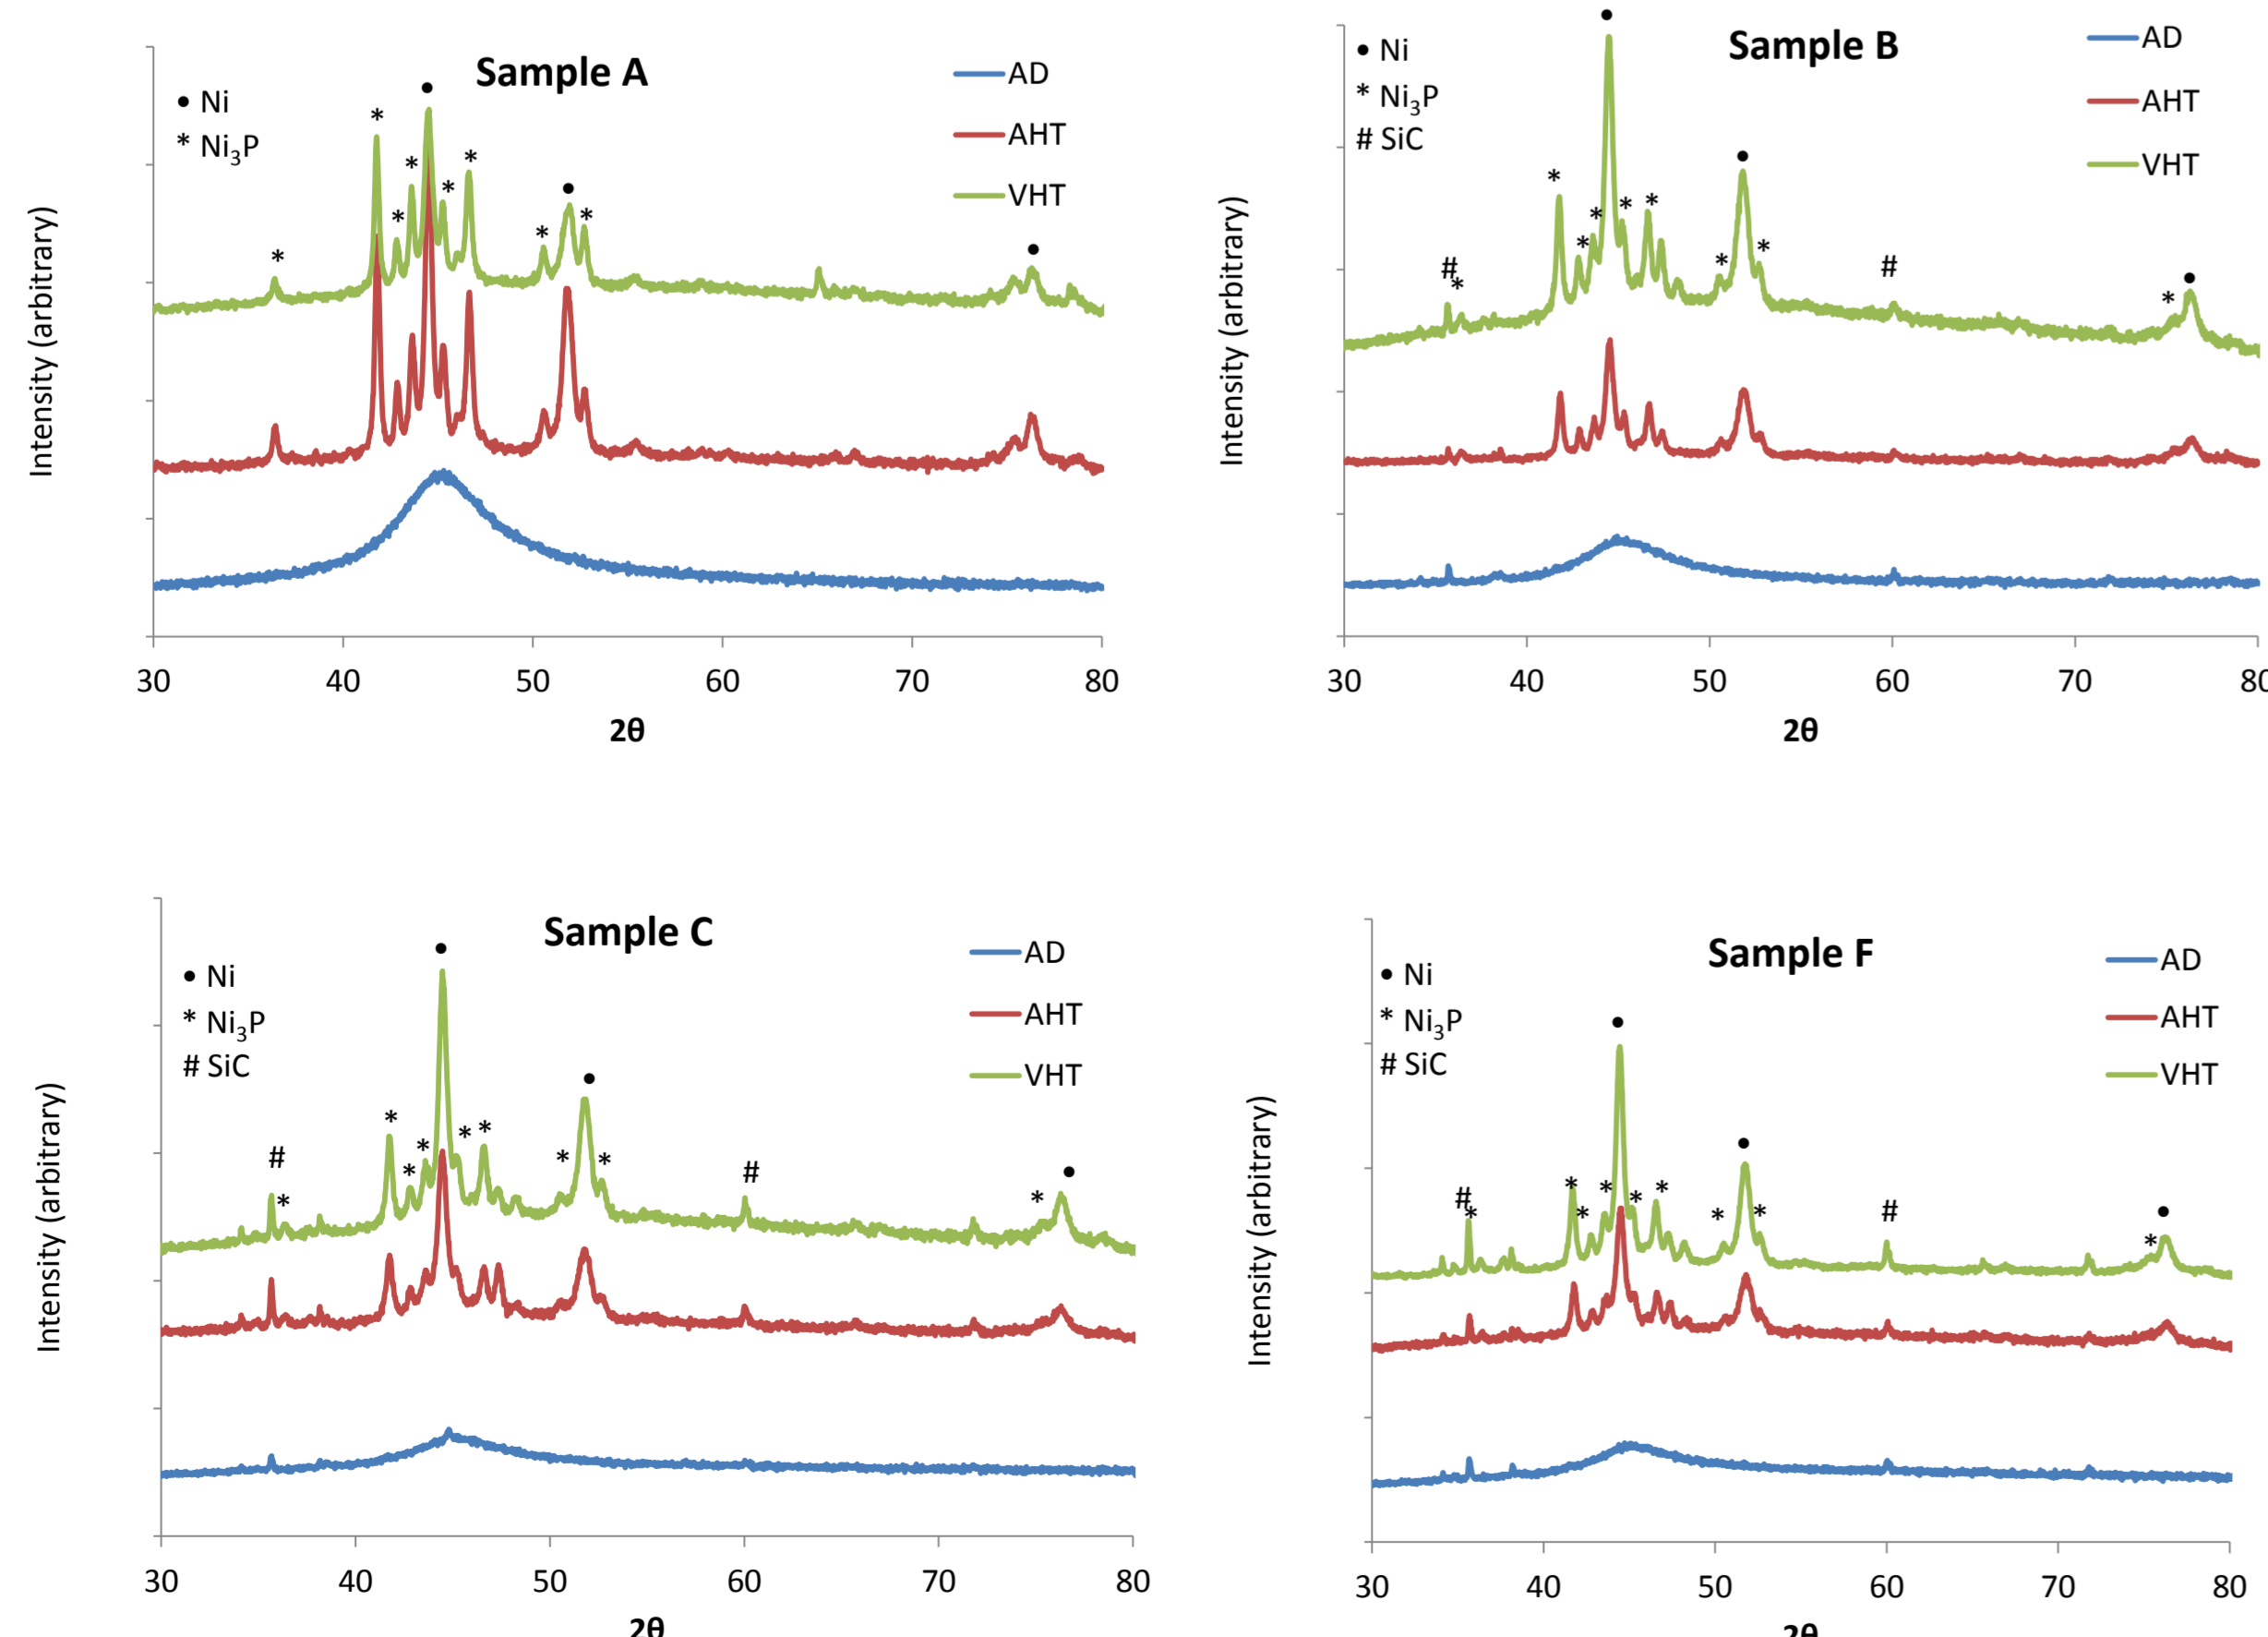 Sample A
● Ni
* Ni₃P
AD
AHT
VHT
Intensity (arbitrary)
* * * * ● * * * ● * ●
30 40 50 60 70 80
2θ
Sample B
● Ni
* Ni₃P
# SiC
AD
AHT
VHT
Intensity (arbitrary)
# * * * * ● * * * ● * # * ●
30 40 50 60 70 80
2θ
Sample C
● Ni
* Ni₃P
# SiC
AD
AHT
VHT
Intensity (arbitrary)
# * * * * ● * * * ● * # * ●
30 40 50 60 70 80
2θ
Sample F
● Ni
* Ni₃P
# SiC
AD
AHT
VHT
Intensity (arbitrary)
# * * * * ● * * * ● * # * ●
30 40 50 60 70 80
2θ